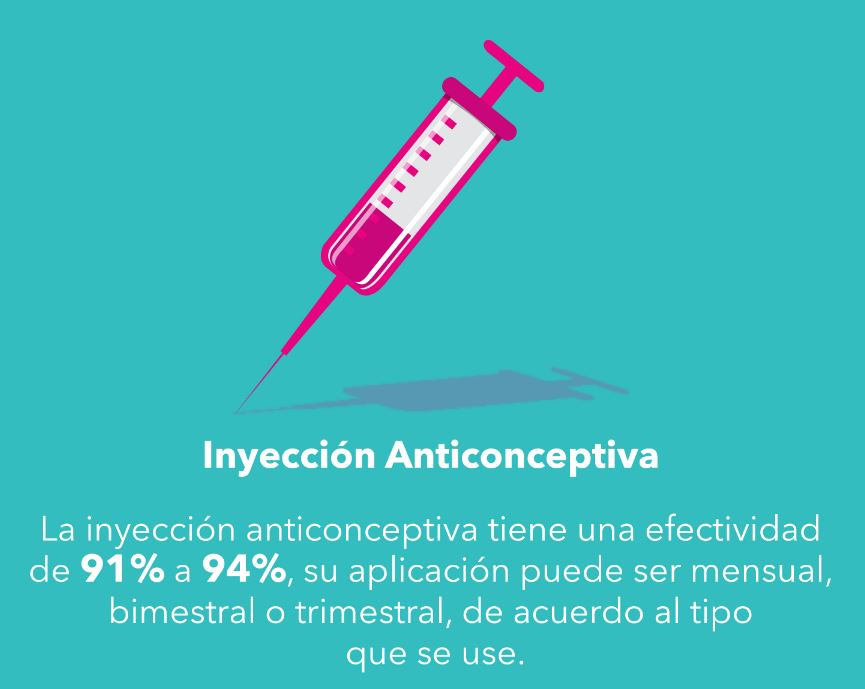 Inyección Anticonceptiva
La inyección anticonceptiva tiene una efectividad
de 91% a 94%, su aplicación puede ser mensual,
bimestral o trimestral, de acuerdo al tipo
que se use.